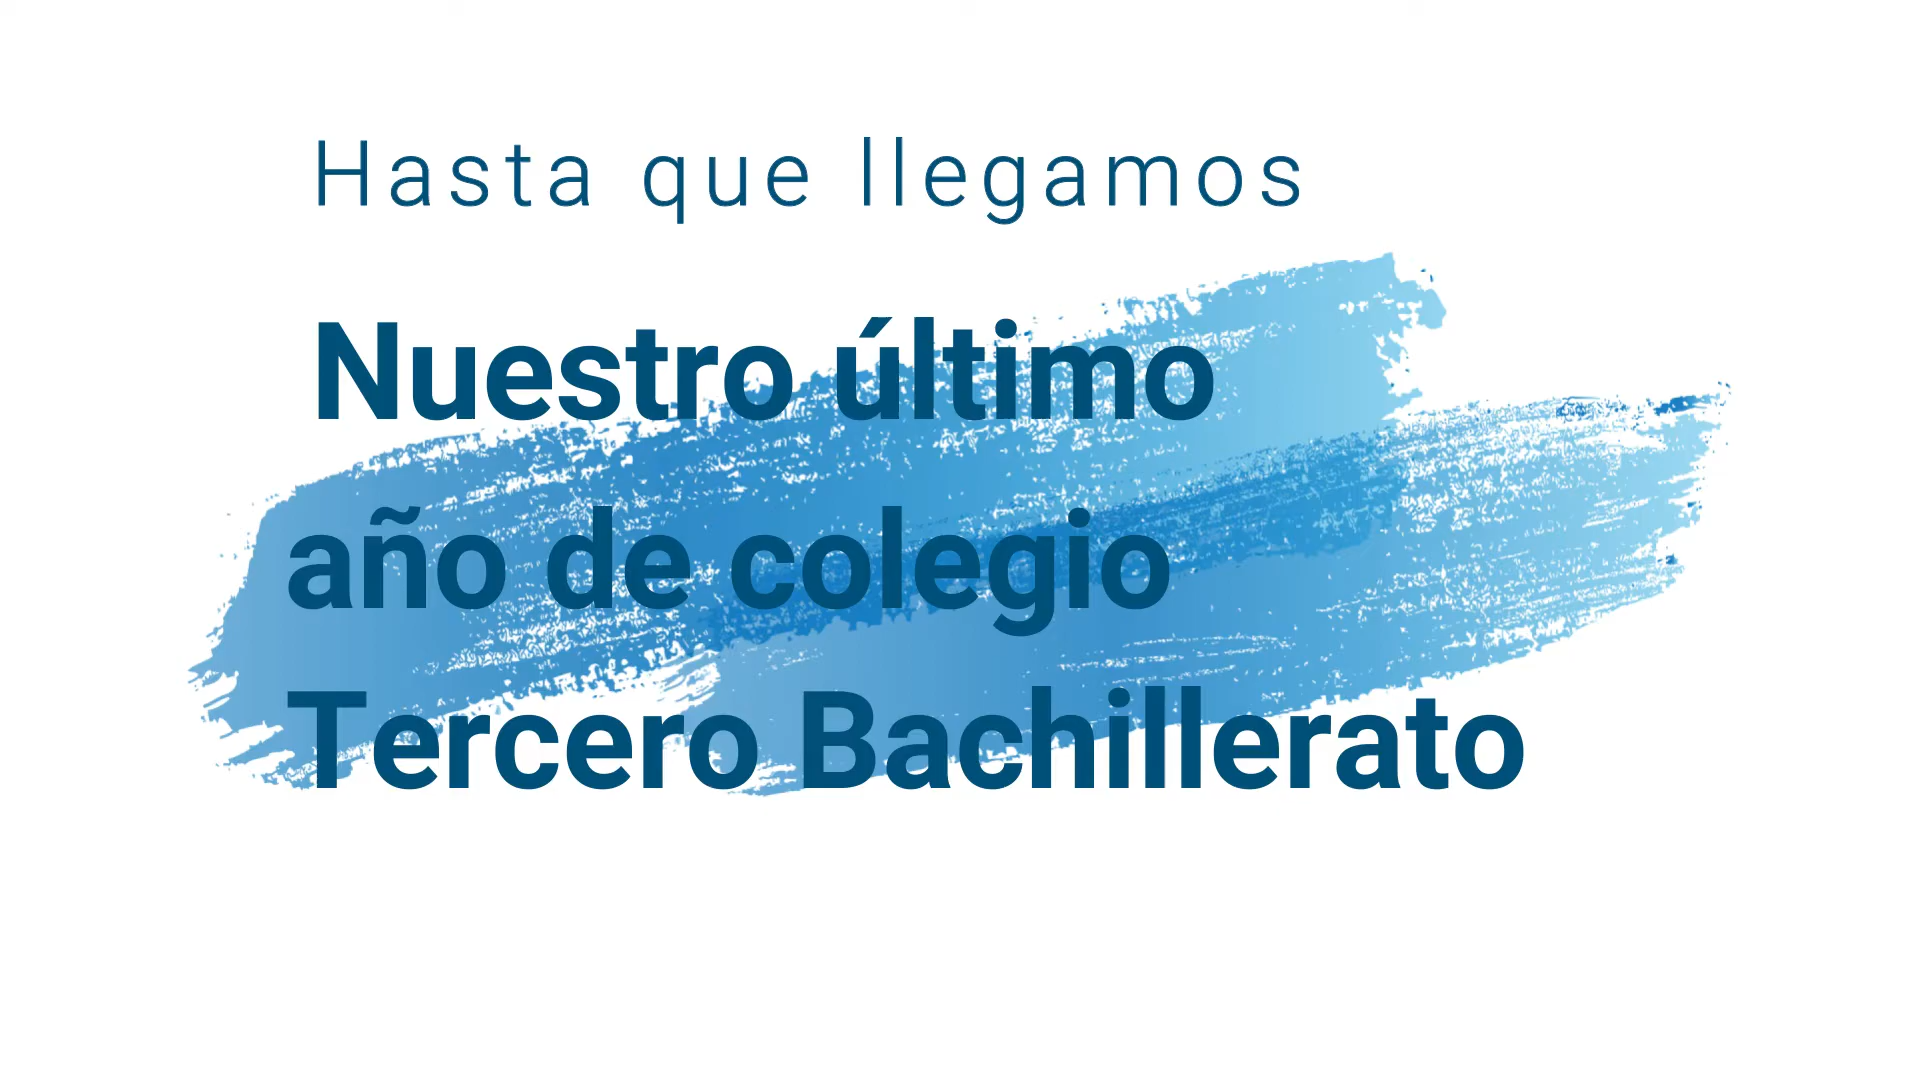 Hasta que llegamos
Nuestro último
año de colegio
Tercero Bachillerato